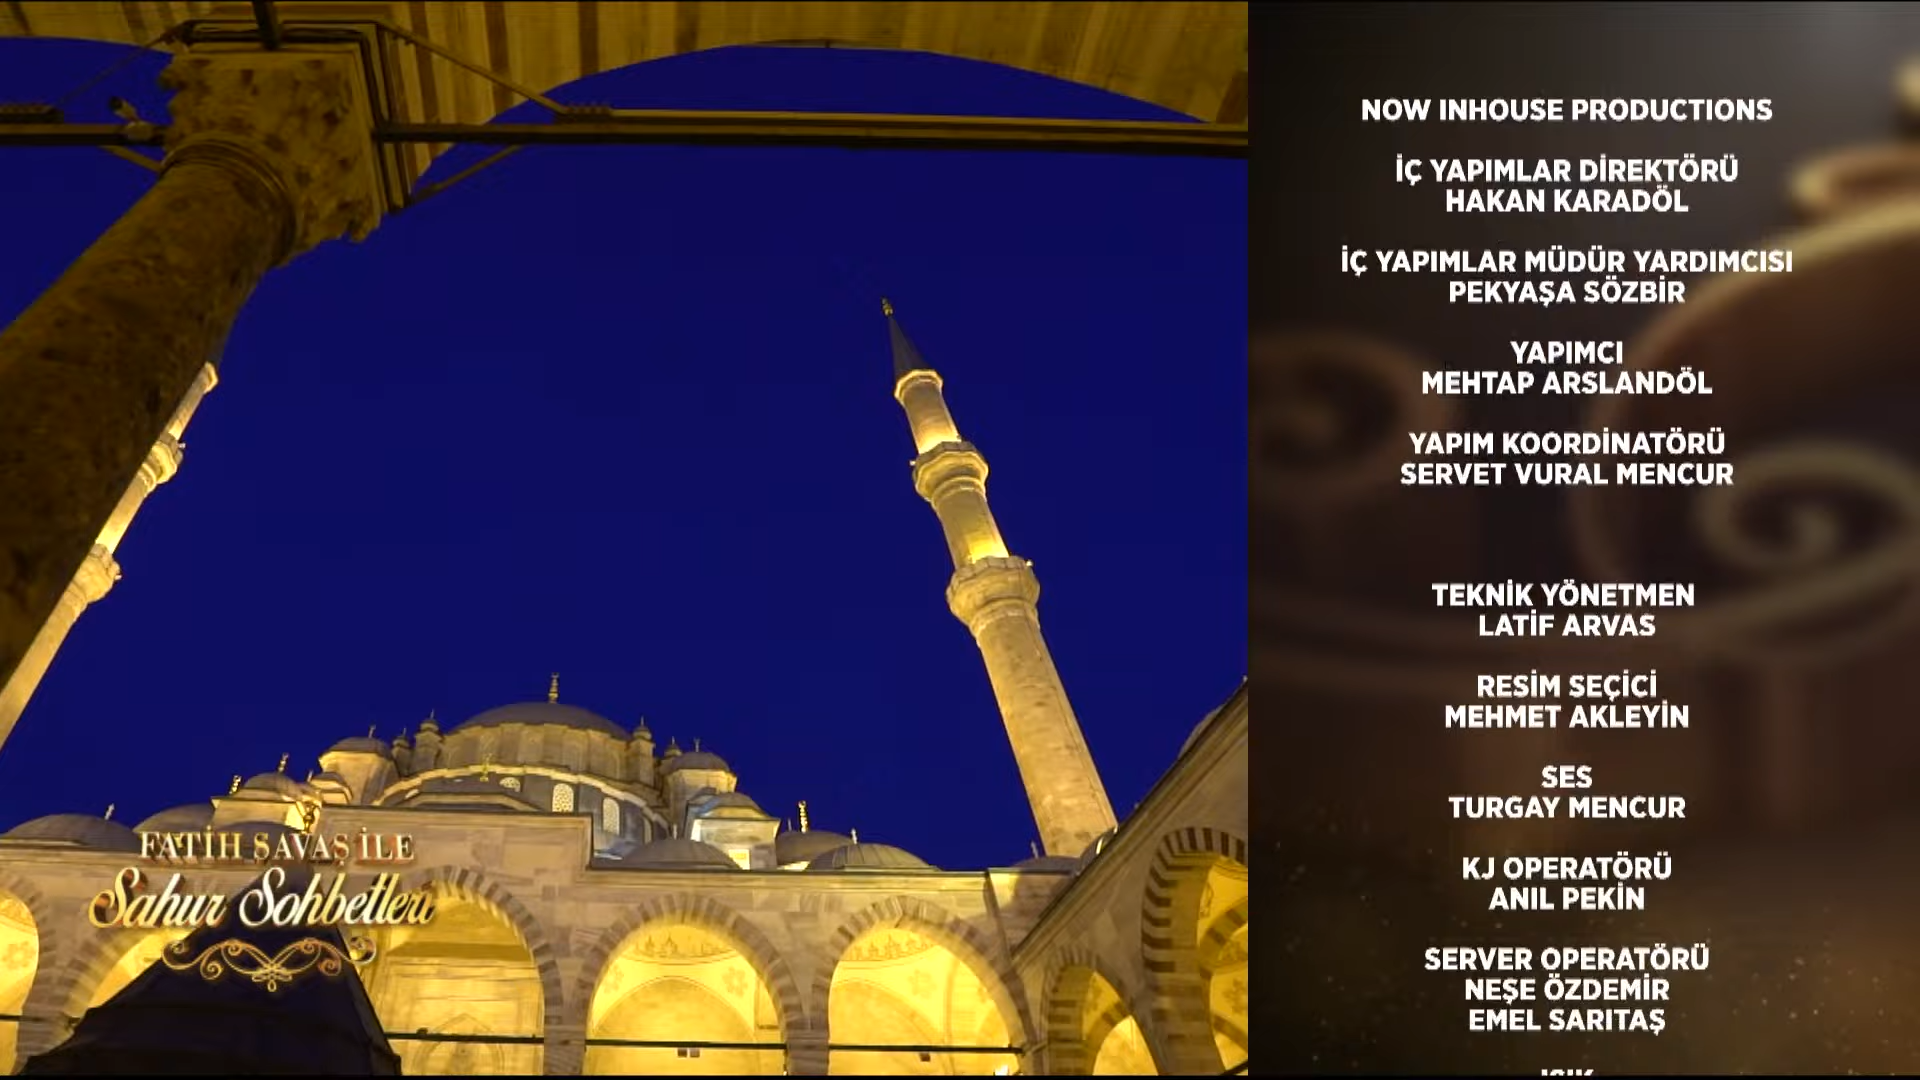 FATİH SAVAŞ İLE
Sahur Sohbetleri
NOW INHOUSE PRODUCTIONS
İÇ YAPIMLAR DİREKTÖRÜ
HAKAN KARADÖL
İÇ YAPIMLAR MÜDÜR YARDIMCISI
PEKYAŞA SÖZBİR
YAPIMCI
MEHTAP ARSLANDÖL
YAPIM KOORDİNATÖRÜ
SERVET VURAL MENCUR
TEKNİK YÖNETMEN
LATİF ARVAS
RESİM SEÇİCİ
MEHMET AKLEYİN
SES
TURGAY MENCUR
KJ OPERATÖRÜ
ANIL PEKİN
SERVER OPERATÖRÜ
NEŞE ÖZDEMİR
EMEL SARITAŞ